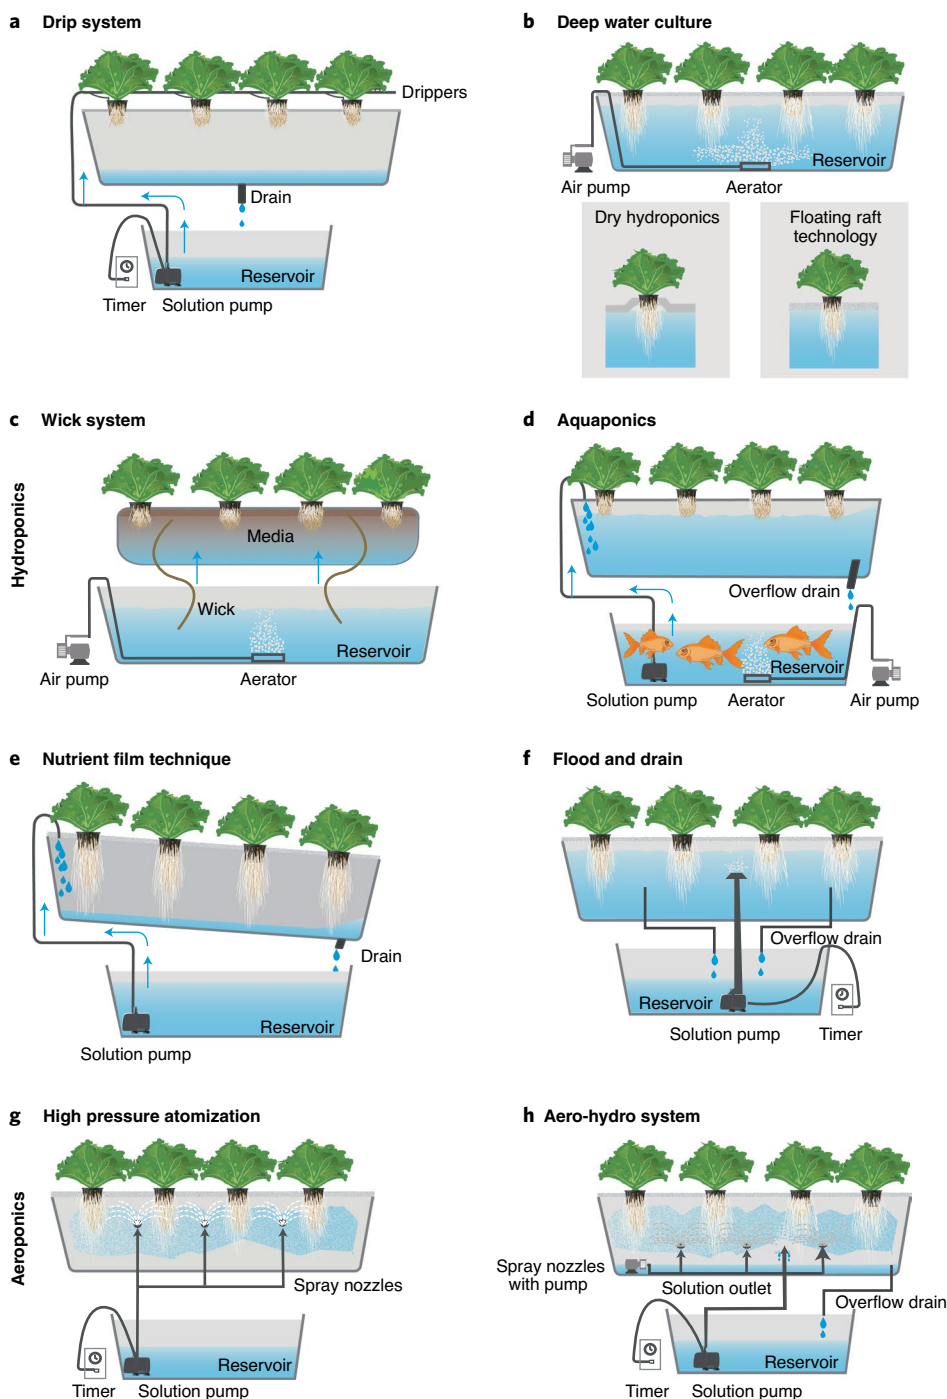 a Drip system
Drippers
Drain
Reservoir
Timer
Solution pump
b Deep water culture
Reservoir
Air pump
Aerator
Dry hydroponics
Floating raft
technology
Hydroponics
c Wick system
Media
Wick
Reservoir
Air pump
Aerator
d Aquaponics
Overflow drain
Reservoir
Solution pump
Aerator
Air pump
e Nutrient film technique
Drain
Reservoir
Solution pump
f Flood and drain
Overflow drain
Reservoir
Solution pump
Timer
Aeroponics
g High pressure atomization
Spray nozzles
Reservoir
Timer
Solution pump
h Aero-hydro system
Spray nozzles
with pump
Solution outlet
Overflow drain
Reservoir
Timer
Solution pump